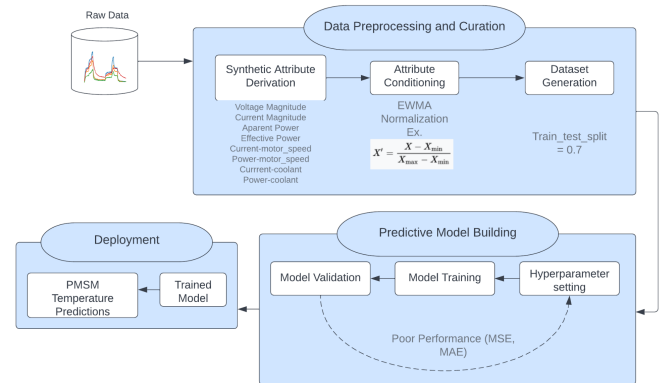 Raw Data
Data Preprocessing and Curation
Synthetic Attribute
Derivation
Voltage Magnitude
Current Magnitude
Aparent Power
Effective Power
Current-motor_speed
Power-motor_speed
Currrent-coolant
Power-coolant
Attribute
Conditioning
EWMA
Normalization
Ex.
X′ = (X − Xmin) / (Xmax − Xmin)
Dataset
Generation
Train_test_split
= 0.7
Predictive Model Building
Hyperparameter
setting
Model Training
Model Validation
Poor Performance (MSE,
MAE)
Deployment
Trained
Model
PMSM
Temperature
Predictions